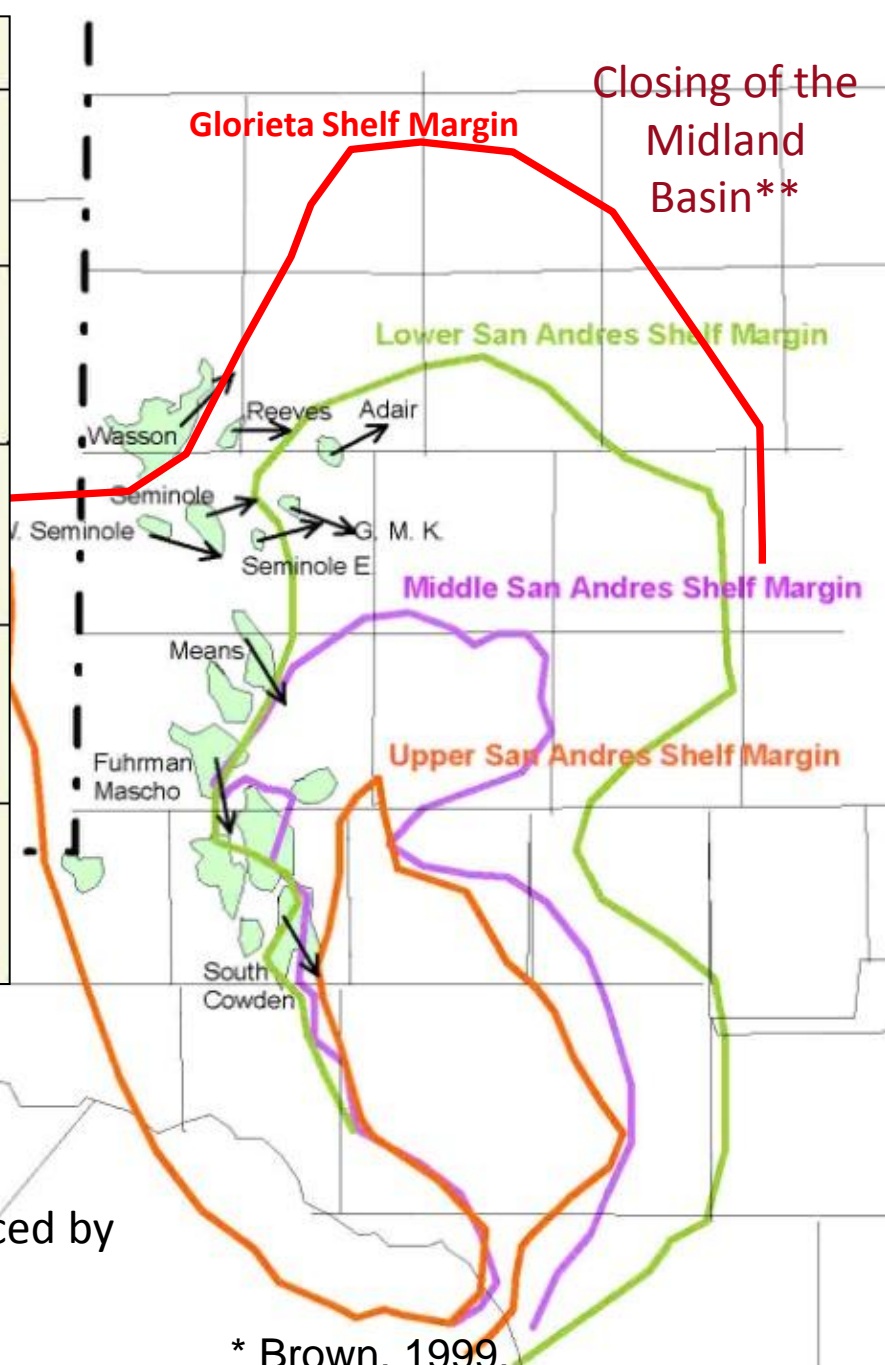 Closing of the
Midland
Basin**
Glorieta Shelf Margin
Lower San Andres Shelf Margin
Reeves
Adair
Wasson
Seminole
. Seminole
G. M. K.
Seminole E.
Middle San Andres Shelf Margin
Means
Upper San Andres Shelf Margin
Fuhrman
Mascho
South
Cowden
ced by
* Brown, 1999.